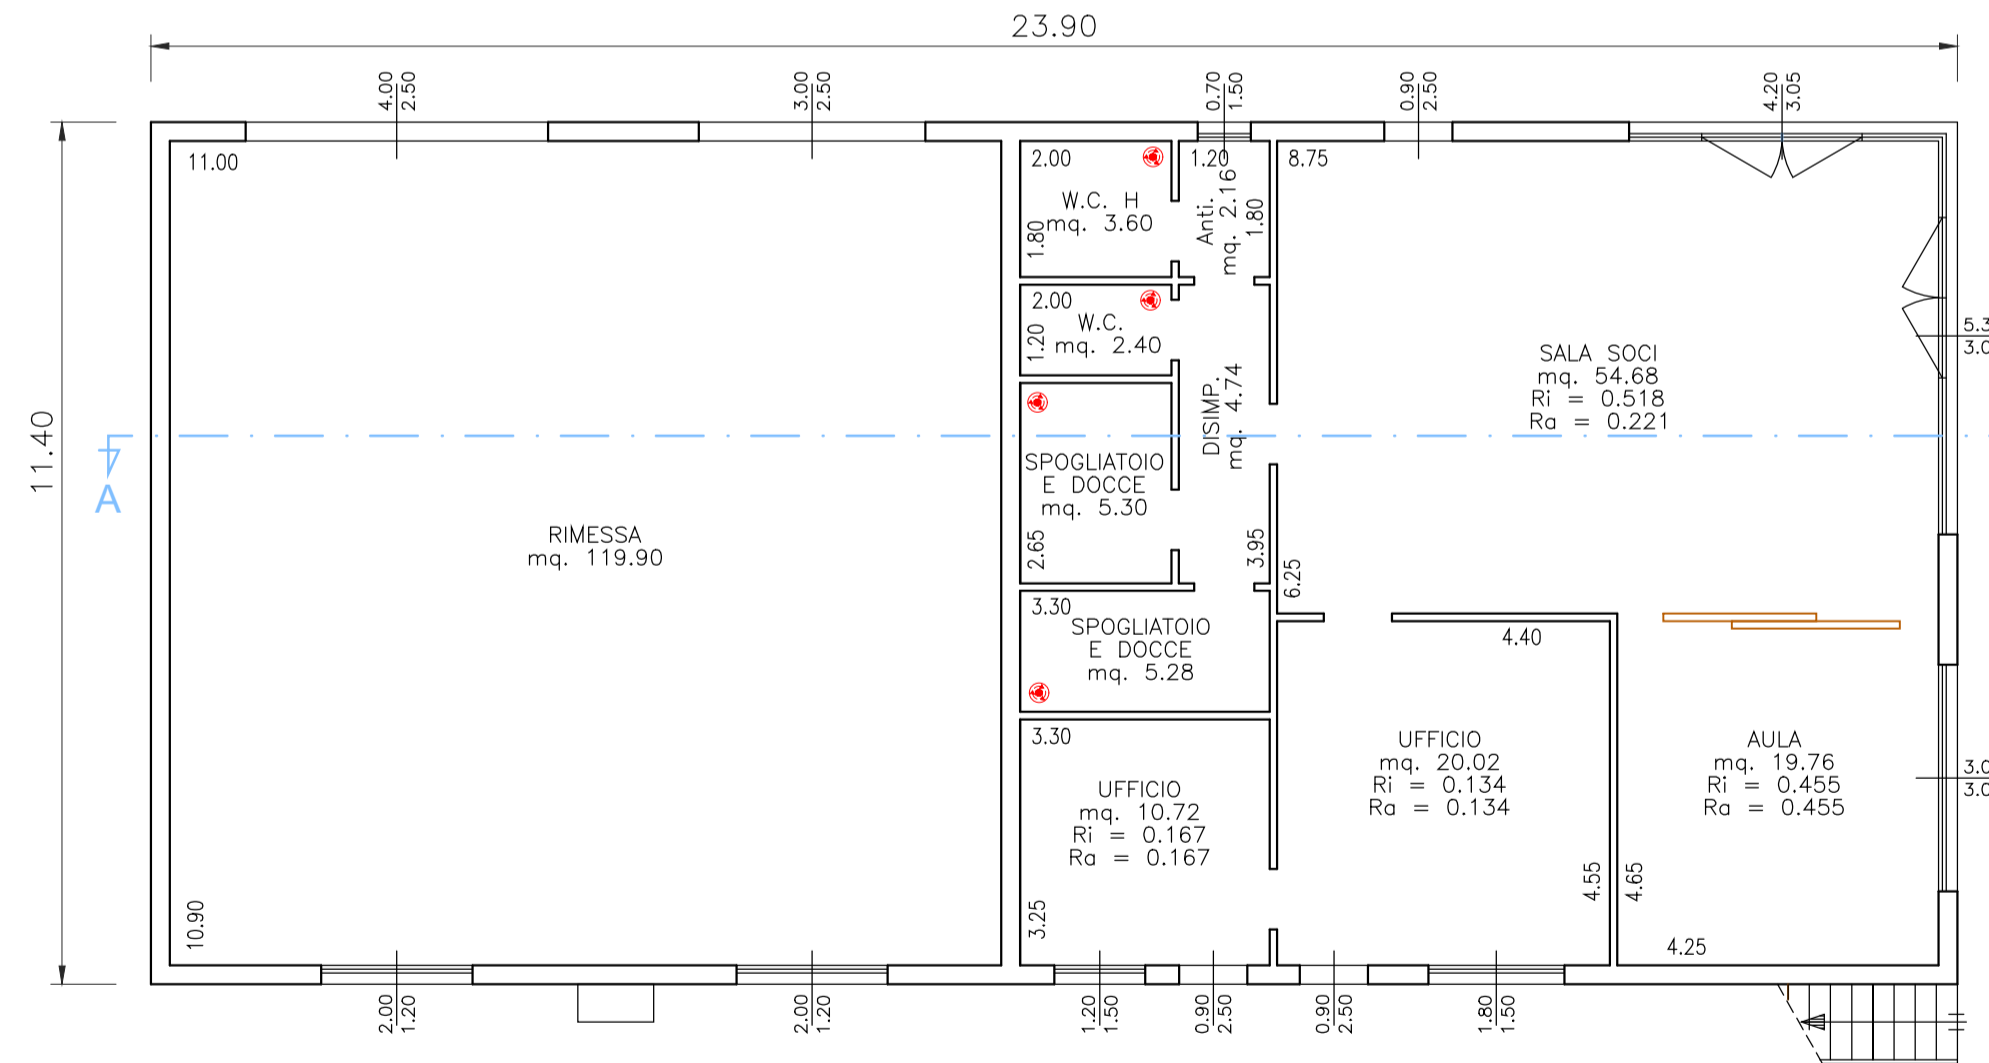 23.90
4.00
2.50
3.00
2.50
0.70
1.50
0.90
2.50
4.20
3.05
11.40
11.00
2.00
W.C. H
mq. 3.60
1.80
1.20
Anti.
mq. 2.16
1.80
8.75
2.00
W.C.
mq. 2.40
1.20
DISIMP.
mq. 4.74
3.95
SALA SOCI
mq. 54.68
Ri = 0.518
Ra = 0.221
5.3
3.0
A
SPOGLIATOIO
E DOCCE
mq. 5.30
2.65
RIMESSA
mq. 119.90
6.25
3.30
SPOGLIATOIO
E DOCCE
mq. 5.28
4.40
3.30
UFFICIO
mq. 10.72
Ri = 0.167
Ra = 0.167
3.25
UFFICIO
mq. 20.02
Ri = 0.134
Ra = 0.134
4.55
AULA
mq. 19.76
Ri = 0.455
Ra = 0.455
4.65
4.25
3.0
3.0
10.90
2.00
1.20
2.00
1.20
1.20
1.50
0.90
2.50
0.90
2.50
1.80
1.50